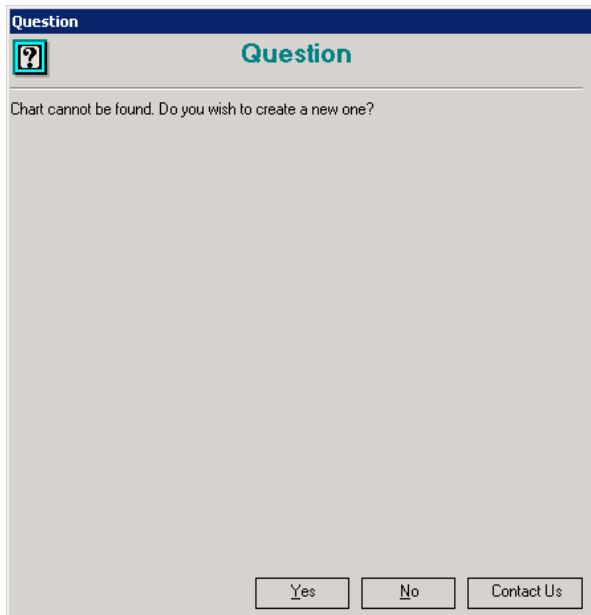 Question
Question
Chart cannot be found. Do you wish to create a new one?
Yes No Contact Us